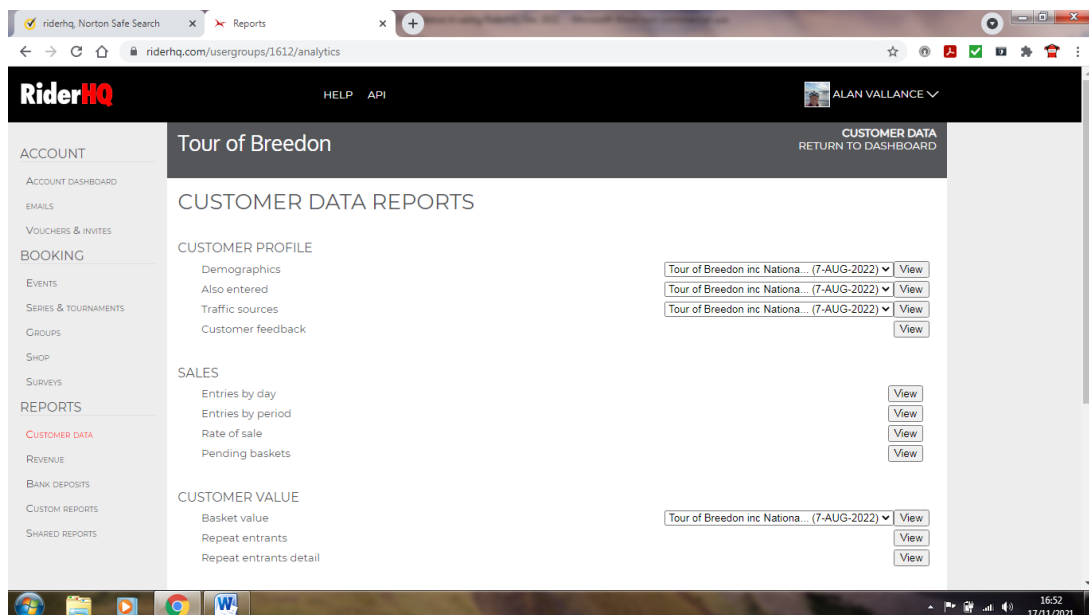 riderhq, Norton Safe Search
Reports
riderhq.com/usergroups/1612/analytics
RiderHQ
HELP API
ALAN VALLANCE
ACCOUNT
ACCOUNT DASHBOARD
EMAILS
VOUCHERS & INVITES
BOOKING
EVENTS
SERIES & TOURNAMENTS
GROUPS
SHOP
SURVEYS
REPORTS
CUSTOMER DATA
REVENUE
BANK DEPOSITS
CUSTOM REPORTS
SHARED REPORTS
Tour of Breedon
CUSTOMER DATA
RETURN TO DASHBOARD
CUSTOMER DATA REPORTS
CUSTOMER PROFILE
Demographics Tour of Breedon inc Nationa... (7-AUG-2022) View
Also entered Tour of Breedon inc Nationa... (7-AUG-2022) View
Traffic sources Tour of Breedon inc Nationa... (7-AUG-2022) View
Customer feedback View
SALES
Entries by day View
Entries by period View
Rate of sale View
Pending baskets View
CUSTOMER VALUE
Basket value Tour of Breedon inc Nationa... (7-AUG-2022) View
Repeat entrants View
Repeat entrants detail View
16:52
17/11/2021